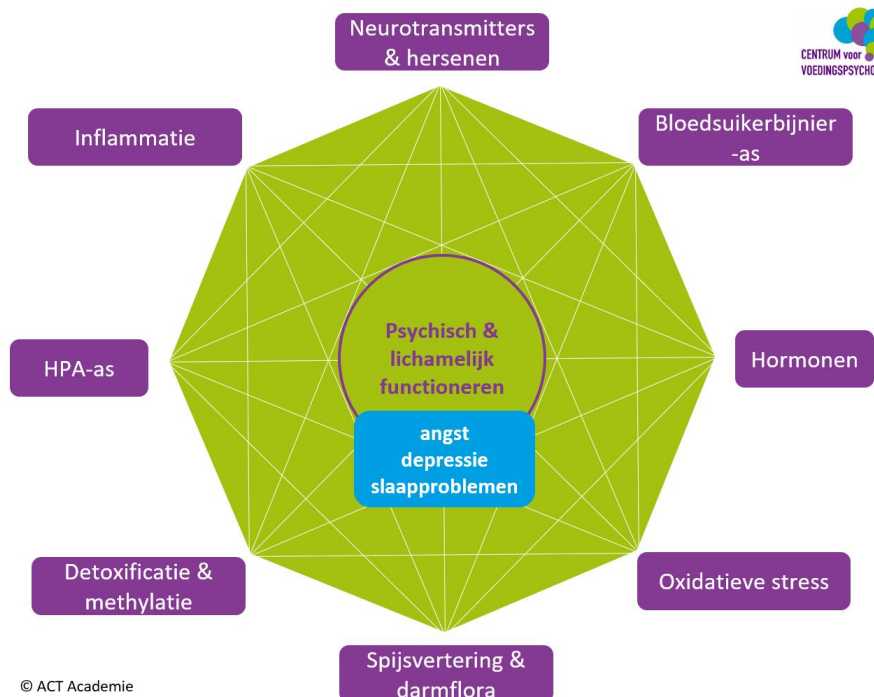 Neurotransmitters
& hersenen
CENTRUM voor
Inflammatie
Bloedsuikerbijnier
-as
Psychisch &
lichamelijk
functioneren
HPA-as
Hormonen
angst
depressie
slaapproblemen
Detoxificatie &
methylatie
Oxidatieve stress
Spijsvertering &
darmflora
© ACT Academie